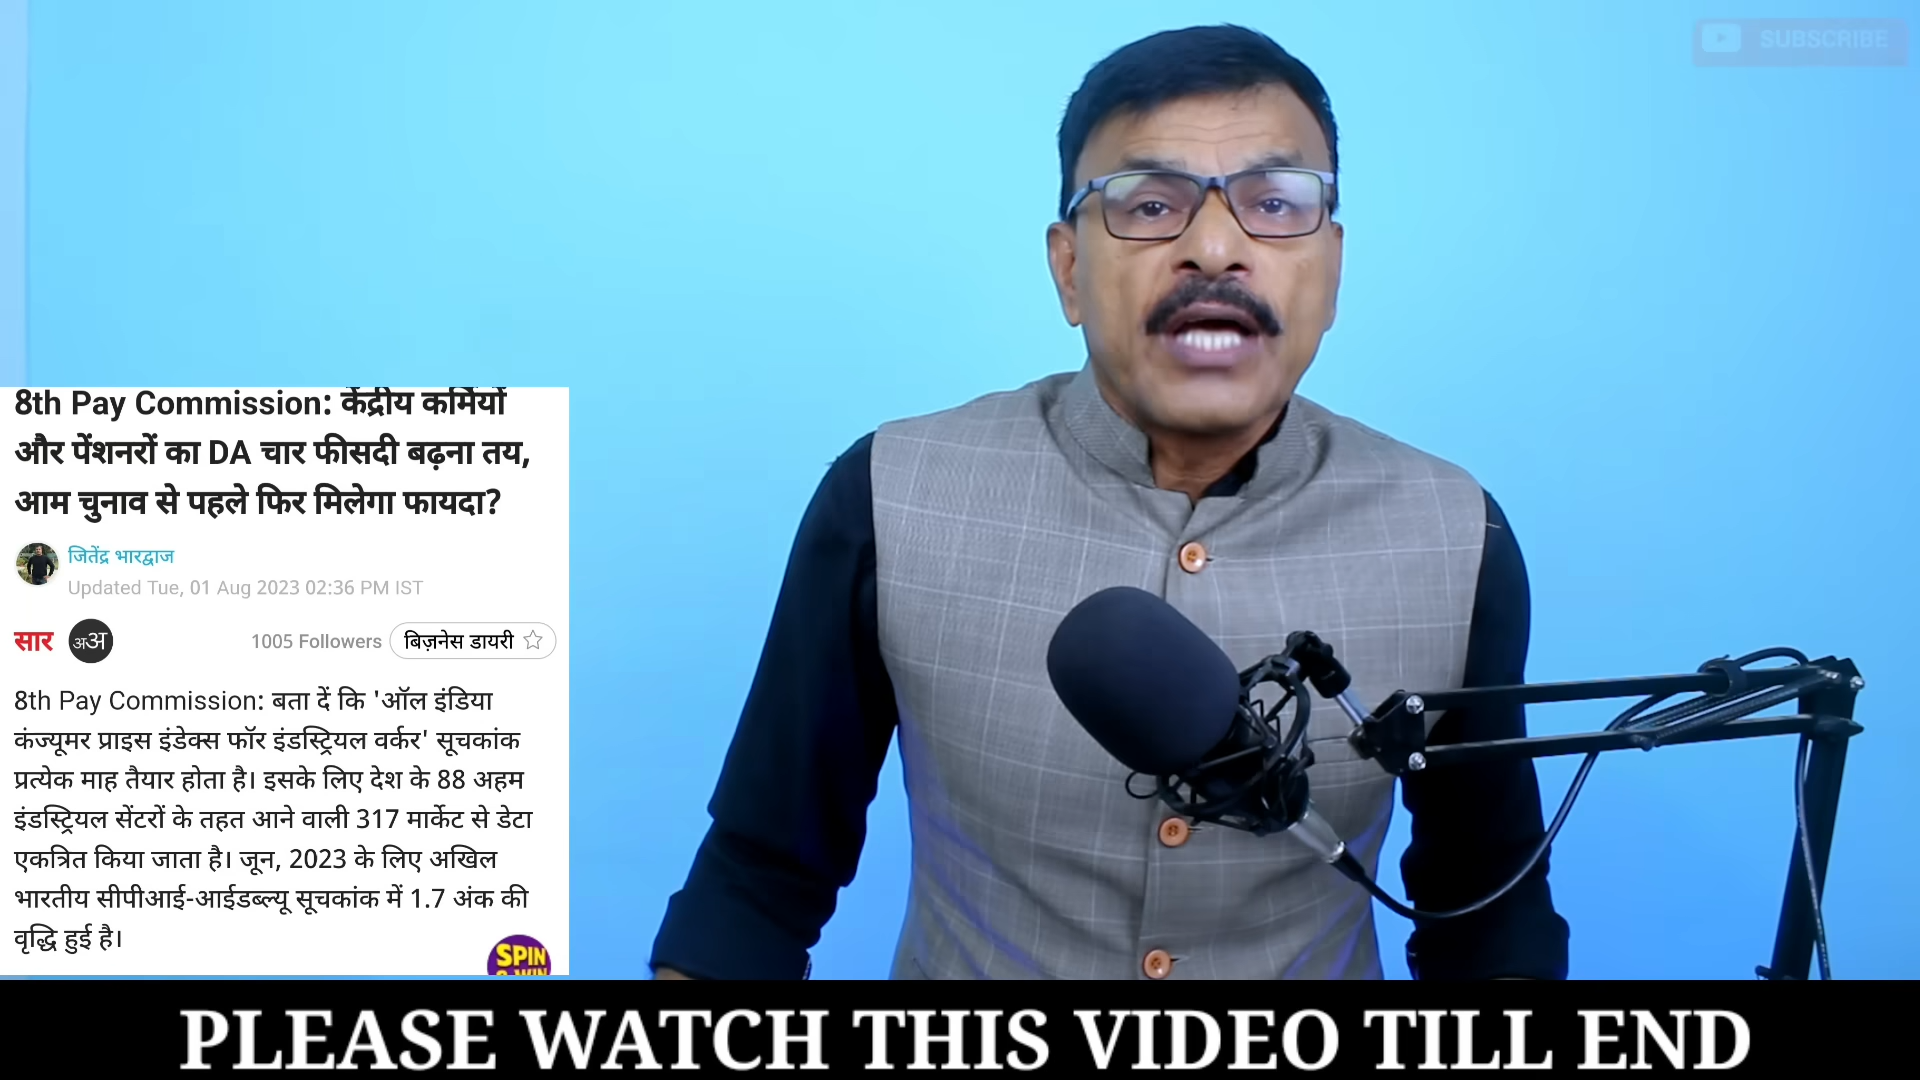 SUBSCRIBE
8th Pay Commission: केंद्रीय कर्मियों
और पेंशनरों का DA चार फीसदी बढ़ना तय,
आम चुनाव से पहले फिर मिलेगा फायदा?
जितेंद्र भारद्वाज
Updated Tue, 01 Aug 2023 02:36 PM IST
सार अअ 1005 Followers बिज़नेस डायरी
8th Pay Commission: बता दें कि 'ऑल इंडिया
कंज्यूमर प्राइस इंडेक्स फॉर इंडस्ट्रियल वर्कर' सूचकांक
प्रत्येक माह तैयार होता है। इसके लिए देश के 88 अहम
इंडस्ट्रियल सेंटरों के तहत आने वाली 317 मार्केट से डेटा
एकत्रित किया जाता है। जून, 2023 के लिए अखिल
भारतीय सीपीआई-आईडब्ल्यू सूचकांक में 1.7 अंक की
वृद्धि हुई है।
SPIN
& WIN
PLEASE WATCH THIS VIDEO TILL END